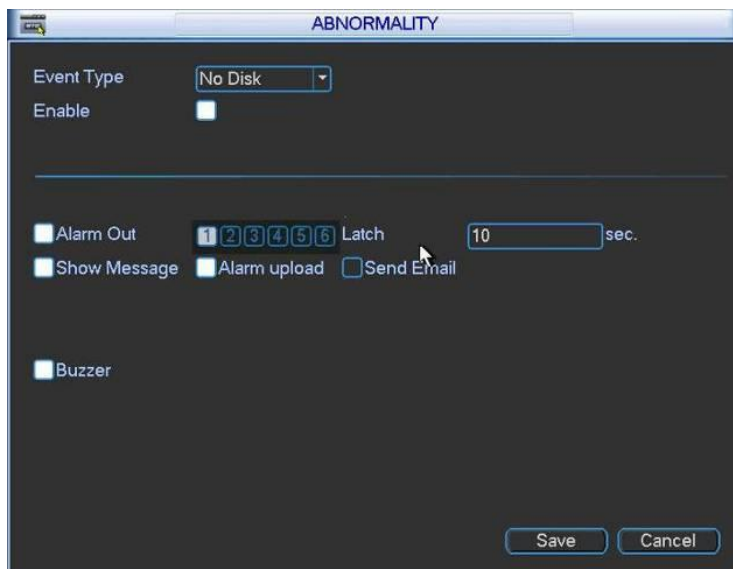 ABNORMALITY
Event Type No Disk
Enable
Alarm Out 1 2 3 4 5 6 Latch 10 sec.
Show Message Alarm upload Send Email
Buzzer
Save Cancel